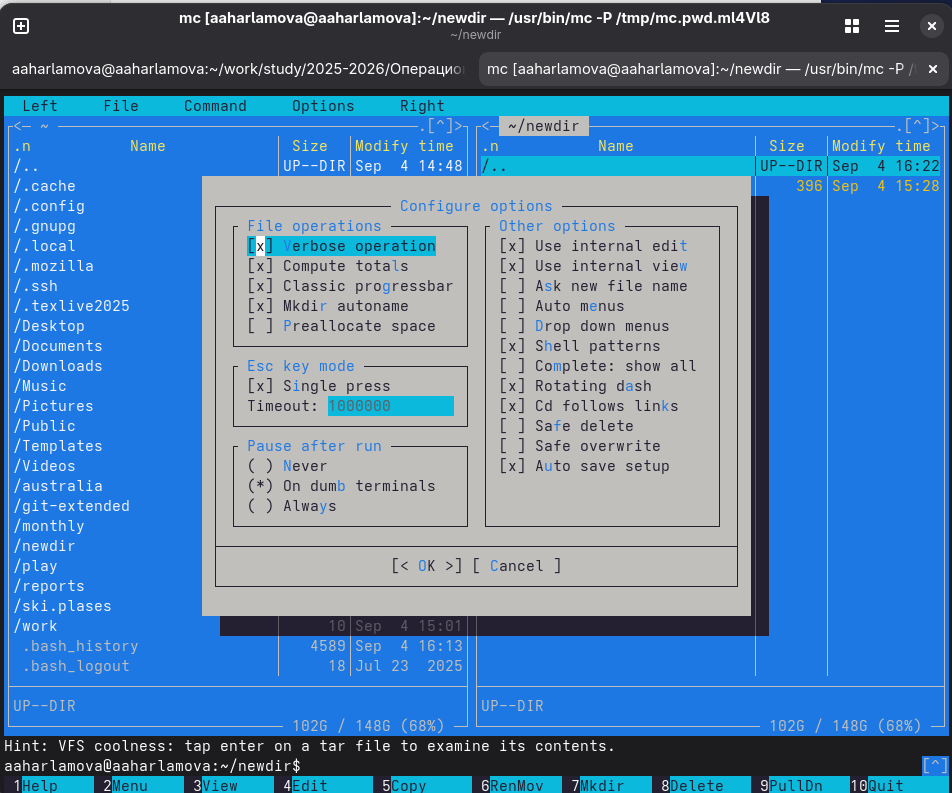 mc [aaharlamova@aaharlamova]:~/newdir — /usr/bin/mc -P /tmp/mc.pwd.ml4Vl8
~/newdir
aaharlamova@aaharlamova:~/work/study/2025-2026/Операцио
mc [aaharlamova@aaharlamova]:~/newdir — /usr/bin/mc -P /
Left File Command Options Right
<— ~ .[^]> <— ~/newdir .[^]>
.n Name Size Modify time .n Name Size Modify time
/.. UP--DIR Sep 4 14:48 /.. UP--DIR Sep 4 16:22
/.cache 396 Sep 4 15:28
/.config Configure options
/.gnupg File operations Other options
/.local [x] Verbose operation [x] Use internal edit
/.mozilla [x] Compute totals [x] Use internal view
/.ssh [x] Classic progressbar [ ] Ask new file name
/.texlive2025 [x] Mkdir autoname [ ] Auto menus
/Desktop [ ] Preallocate space [ ] Drop down menus
/Documents [x] Shell patterns
/Downloads Esc key mode [ ] Complete: show all
/Music [x] Single press [x] Rotating dash
/Pictures Timeout: 1000000 [x] Cd follows links
/Public [ ] Safe delete
/Templates Pause after run [ ] Safe overwrite
/Videos ( ) Never [x] Auto save setup
/australia (*) On dumb terminals
/git-extended ( ) Always
/monthly
/newdir
/play [< OK >] [ Cancel ]
/reports
/ski.plases
/work 10 Sep 4 15:01
.bash_history 4589 Sep 4 16:13
.bash_logout 18 Jul 23 2025
UP--DIR UP--DIR
102G / 148G (68%) 102G / 148G (68%)
Hint: VFS coolness: tap enter on a tar file to examine its contents.
aaharlamova@aaharlamova:~/newdir$ [^]
1Help 2Menu 3View 4Edit 5Copy 6RenMov 7Mkdir 8Delete 9PullDn 10Quit